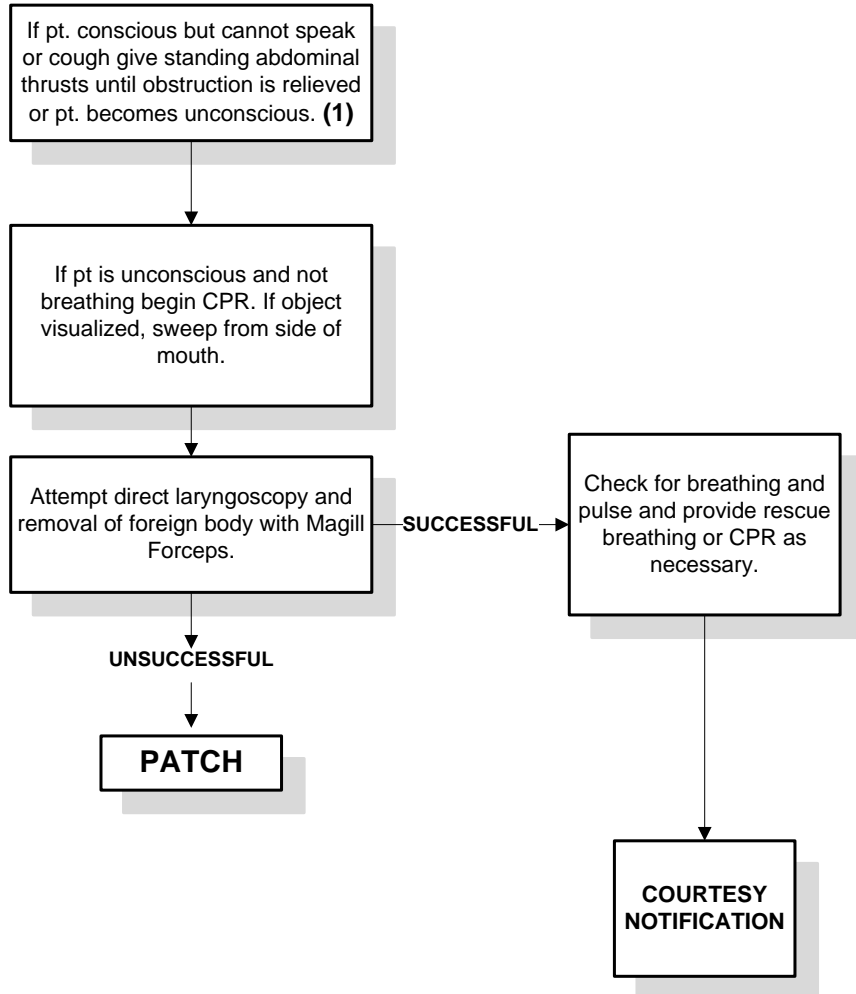 If pt. conscious but cannot speak
or cough give standing abdominal
thrusts until obstruction is relieved
or pt. becomes unconscious. (1)
If pt is unconscious and not
breathing begin CPR. If object
visualized, sweep from side of
mouth.
Attempt direct laryngoscopy and
removal of foreign body with Magill
Forceps.
SUCCESSFUL
Check for breathing and
pulse and provide rescue
breathing or CPR as
necessary.
UNSUCCESSFUL
PATCH
COURTESY
NOTIFICATION